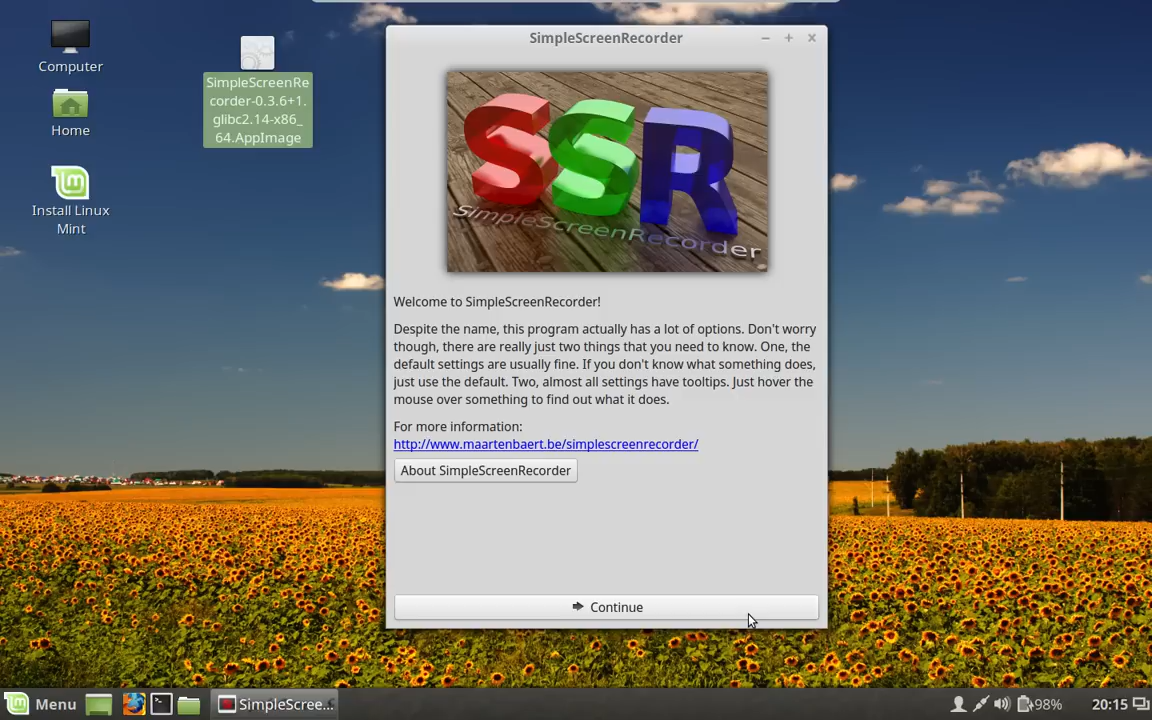 Computer
Home
Install Linux
Mint
SimpleScreenRe
corder-0.3.6+1.
glibc2.14-x86_
64.AppImage
SimpleScreenRecorder
SSR
SimpleScreenRecorder
Welcome to SimpleScreenRecorder!
Despite the name, this program actually has a lot of options. Don't worry
though, there are really just two things that you need to know. One, the
default settings are usually fine. If you don't know what something does,
just use the default. Two, almost all settings have tooltips. Just hover the
mouse over something to find out what it does.
For more information:
http://www.maartenbaert.be/simplescreenrecorder/
About SimpleScreenRecorder
Continue
Menu
SimpleScree...
98%
20:15